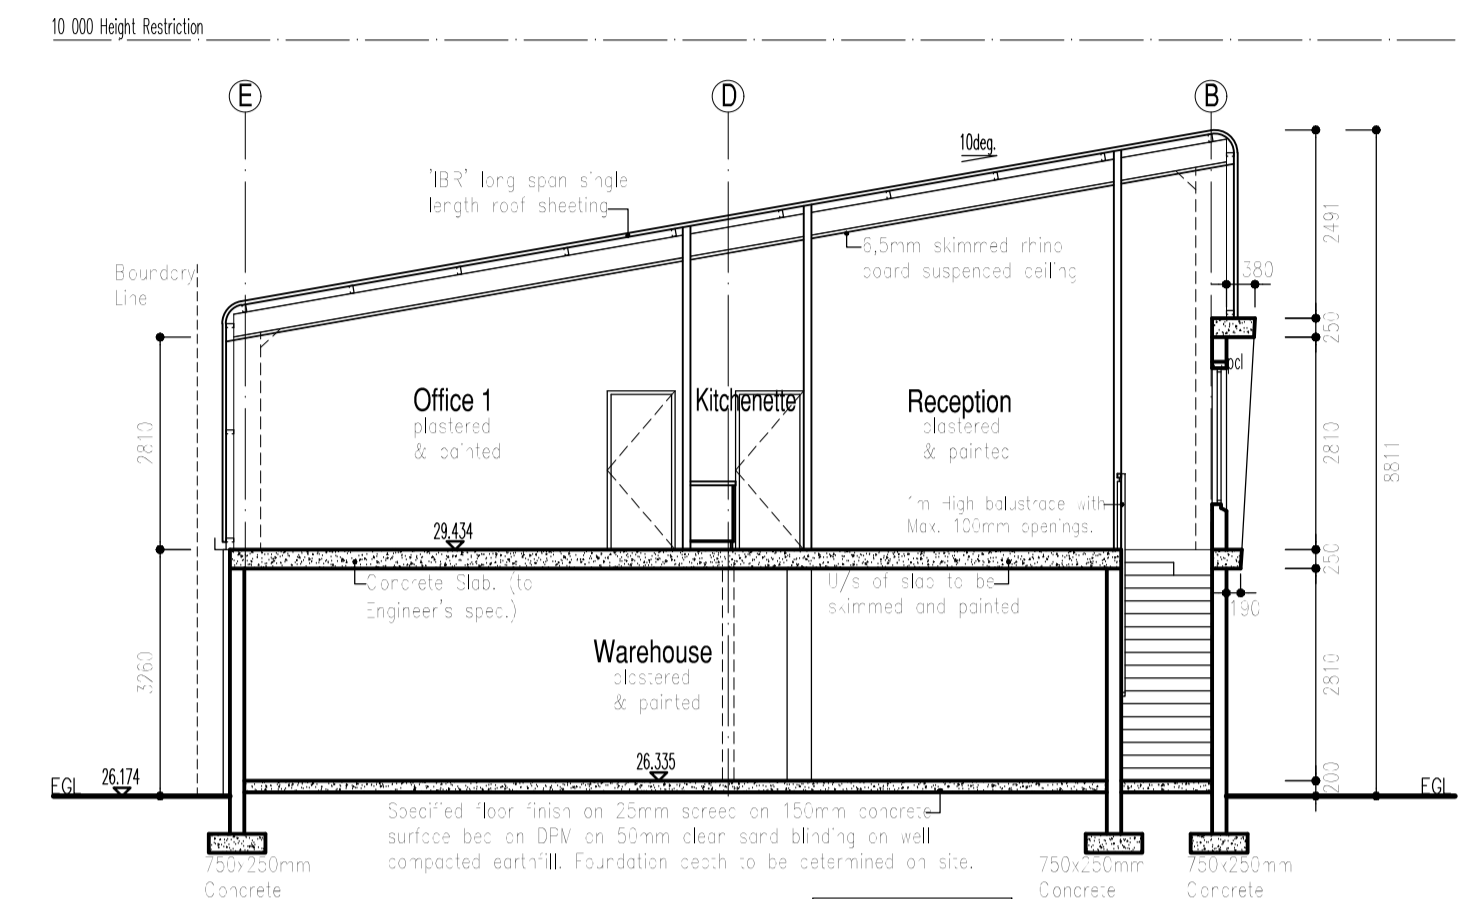 10 000 Height Restriction
E
D
B
10deg.
'IBR' long span single
length roof sheeting
6,5mm skimmed rhino
board suspended ceiling
Boundary
Line
2491
380
250
pcl
Office 1
plastered
& painted
Kitchenette
Reception
plastered
& painted
2810
2810
8811
1m High balustrade with
Max. 100mm openings.
29.434
250
Concrete Slab. (to
Engineer's spec.)
U/s of slab to be
skimmed and painted
190
Warehouse
plastered
& painted
3260
2810
26.335
EGL
26.174
200
EGL
Specified floor finish on 25mm screed on 150mm concrete
surface bed on DPM on 50mm clean sand blinding on well
compacted earthfill. Foundation depth to be determined on site.
750x250mm
Concrete
750x250mm
Concrete
750x250mm
Concrete